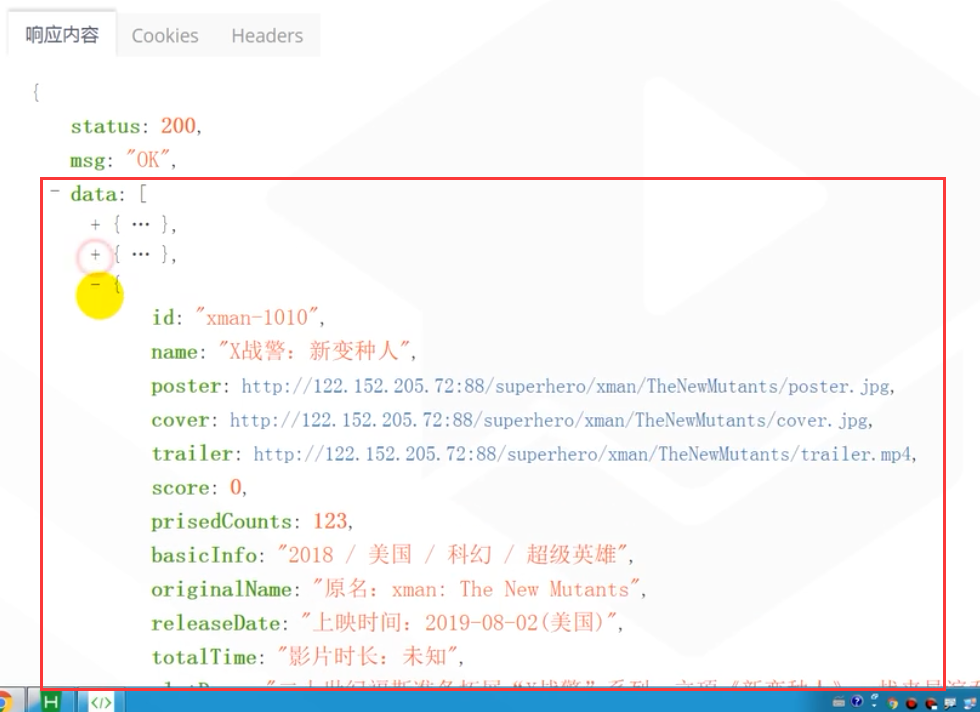 响应内容 Cookies Headers
{
status: 200,
msg: "OK",
- data: [
+ { ... },
+ { ... },
- {
id: "xman-1010",
name: "X战警: 新变种人",
poster: http://122.152.205.72:88/superhero/xman/TheNewMutants/poster.jpg,
cover: http://122.152.205.72:88/superhero/xman/TheNewMutants/cover.jpg,
trailer: http://122.152.205.72:88/superhero/xman/TheNewMutants/trailer.mp4,
score: 0,
prisedCounts: 123,
basicInfo: "2018 / 美国 / 科幻 / 超级英雄",
originalName: "原名: xman: The New Mutants",
releaseDate: "上映时间: 2019-08-02(美国)",
totalTime: "影片时长: 未知",